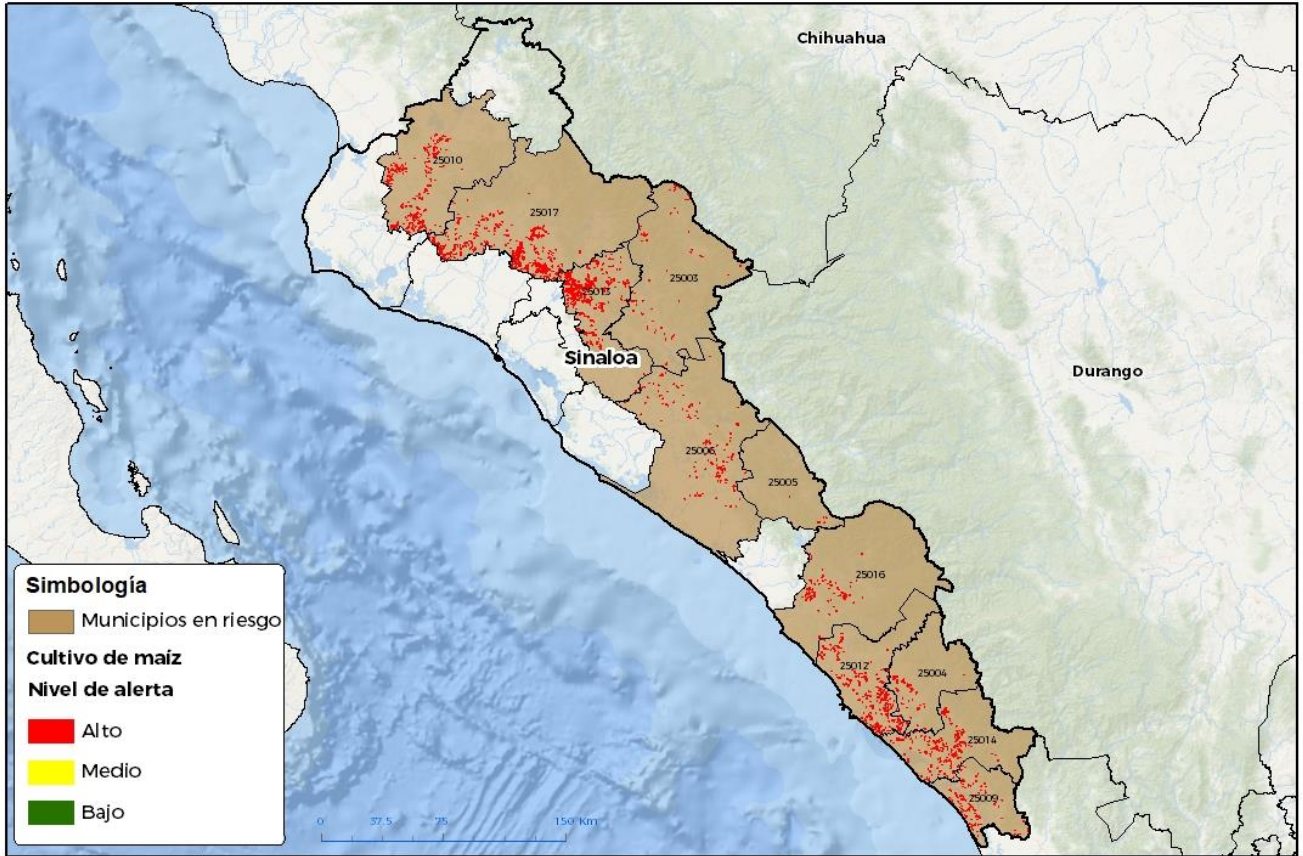 Chihuahua
25010
25017
25003
25013
Sinaloa
Durango
25006
25005
25016
25012
25004
25014
25009
Simbología
Municipios en riesgo
Cultivo de maíz
Nivel de alerta
Alto
Medio
Bajo
0 37.5 75 150 Km